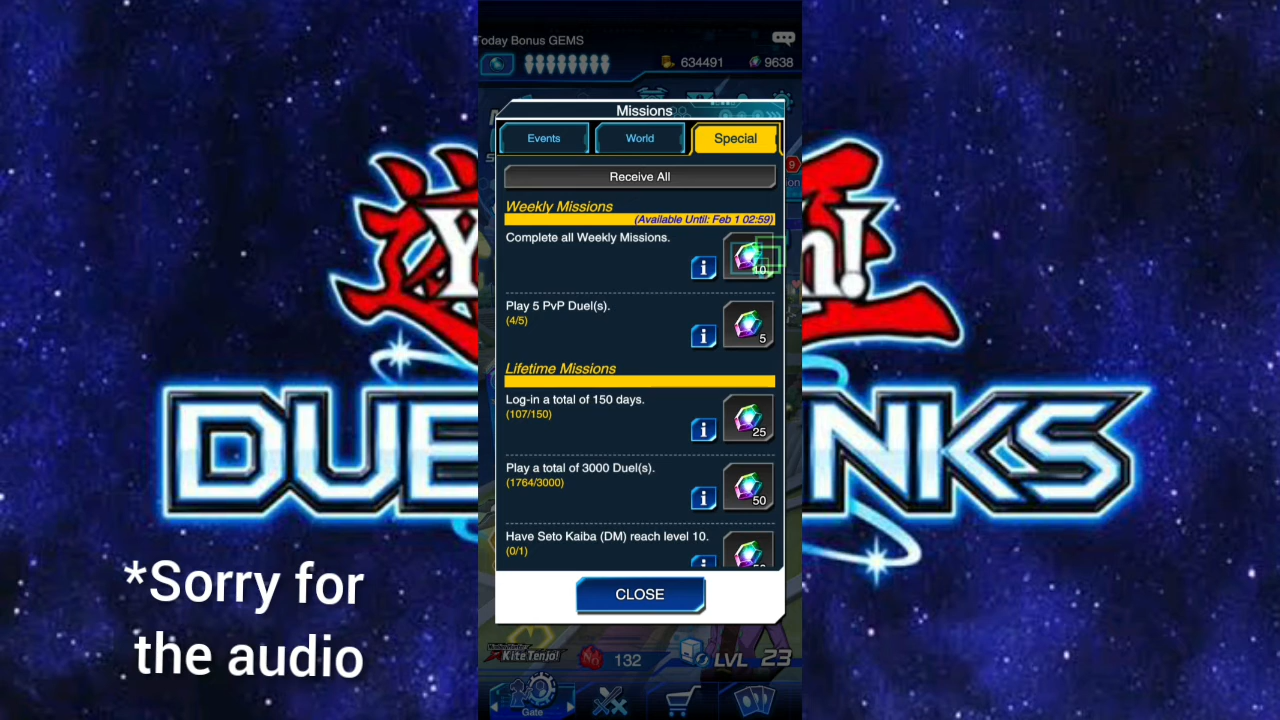 Today Bonus GEMS
634491
9638
Missions
Events
World
Special
9
Receive All
Weekly Missions
(Available Until: Feb 1 02:59)
Complete all Weekly Missions.
10
Play 5 PvP Duel(s).
(4/5)
5
Lifetime Missions
Log-in a total of 150 days.
(107/150)
25
Play a total of 3000 Duel(s).
(1764/3000)
50
Have Seto Kaiba (DM) reach level 10.
(0/1)
CLOSE
*Sorry for
the audio
Kite Tenjo!
132
LVL 23
Gate